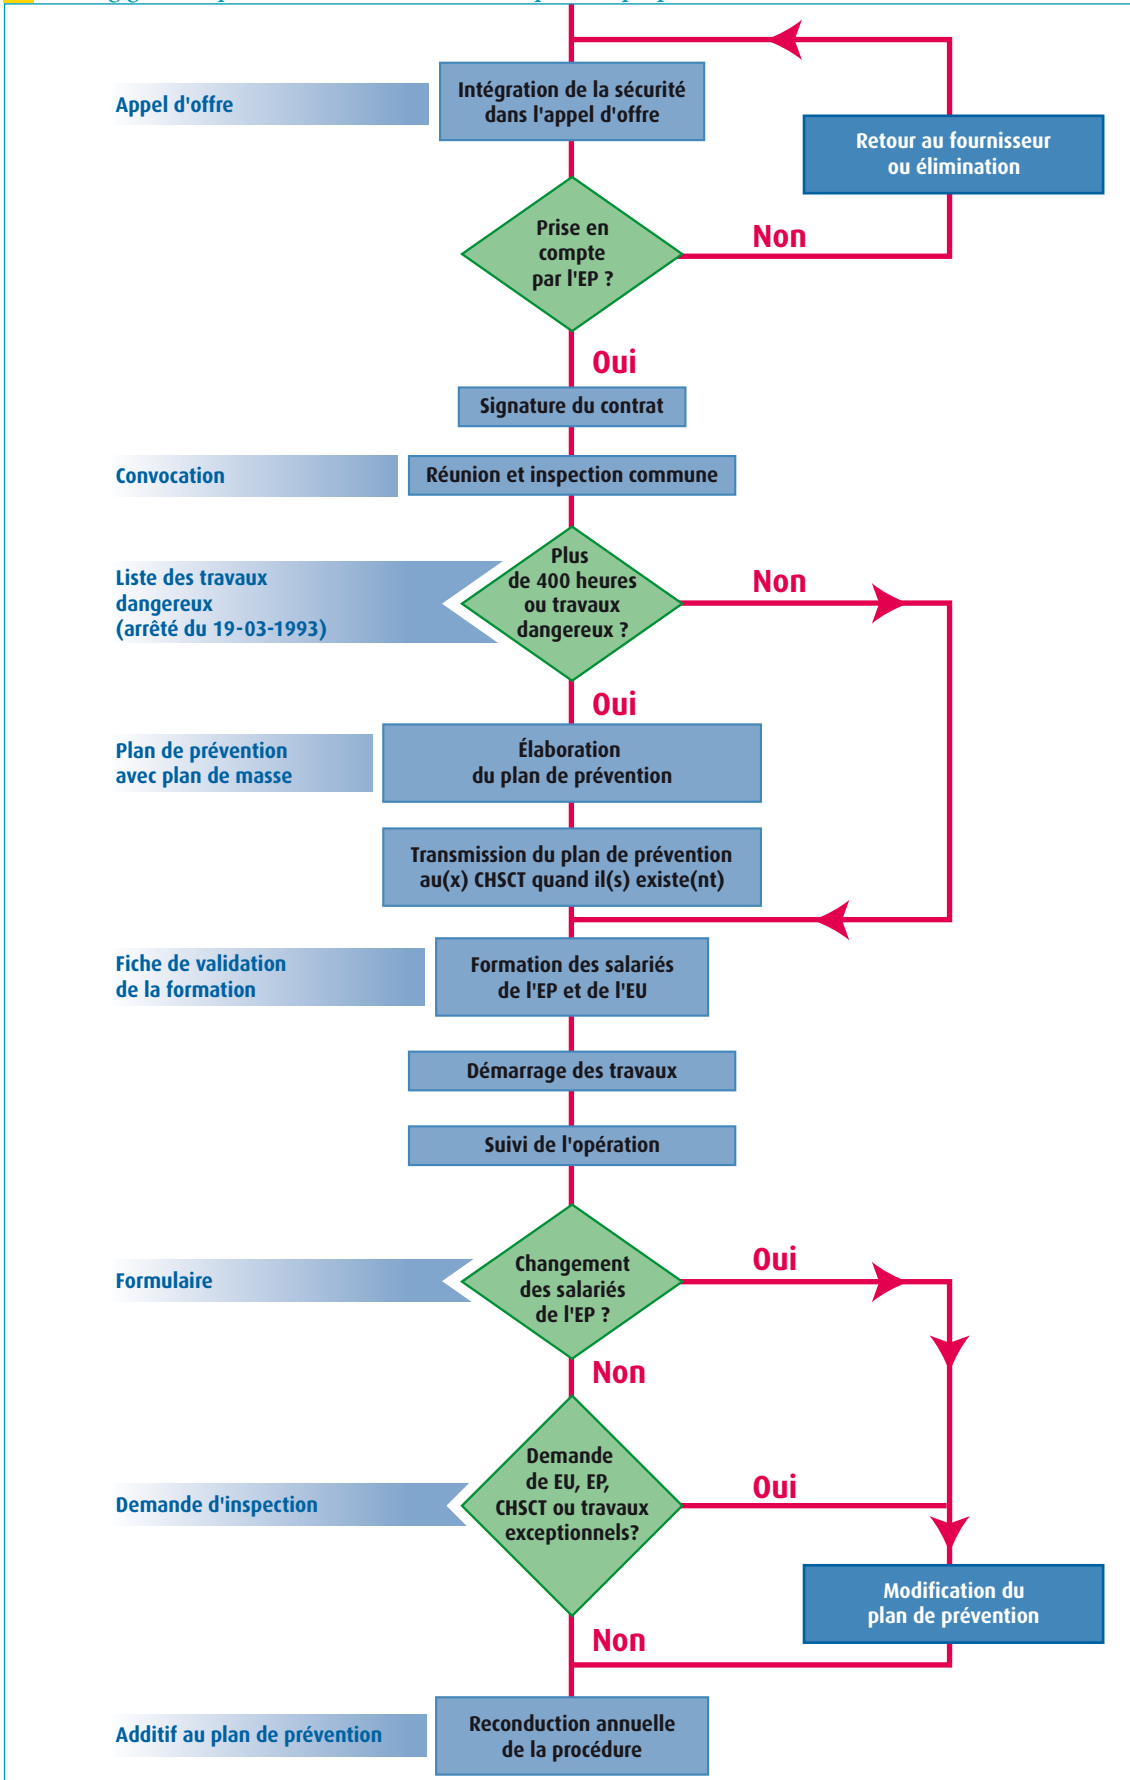 Appel d'offre
Intégration de la sécurité
dans l'appel d'offre
Retour au fournisseur
ou élimination
Prise en
compte
par l'EP ?
Non
Oui
Signature du contrat
Convocation
Réunion et inspection commune
Liste des travaux
dangereux
(arrêté du 19-03-1993)
Plus
de 400 heures
ou travaux
dangereux ?
Non
Oui
Plan de prévention
avec plan de masse
Élaboration
du plan de prévention
Transmission du plan de prévention
au(x) CHSCT quand il(s) existe(nt)
Fiche de validation
de la formation
Formation des salariés
de l'EP et de l'EU
Démarrage des travaux
Suivi de l'opération
Formulaire
Changement
des salariés
de l'EP ?
Oui
Non
Demande d'inspection
Demande
de EU, EP,
CHSCT ou travaux
exceptionnels?
Oui
Modification du
plan de prévention
Non
Additif au plan de prévention
Reconduction annuelle
de la procédure